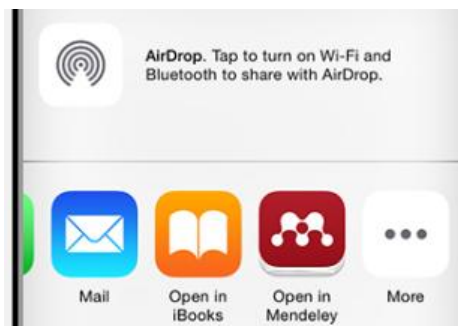 AirDrop. Tap to turn on Wi-Fi and
Bluetooth to share with AirDrop.
Mail
Open in
iBooks
Open in
Mendeley
More